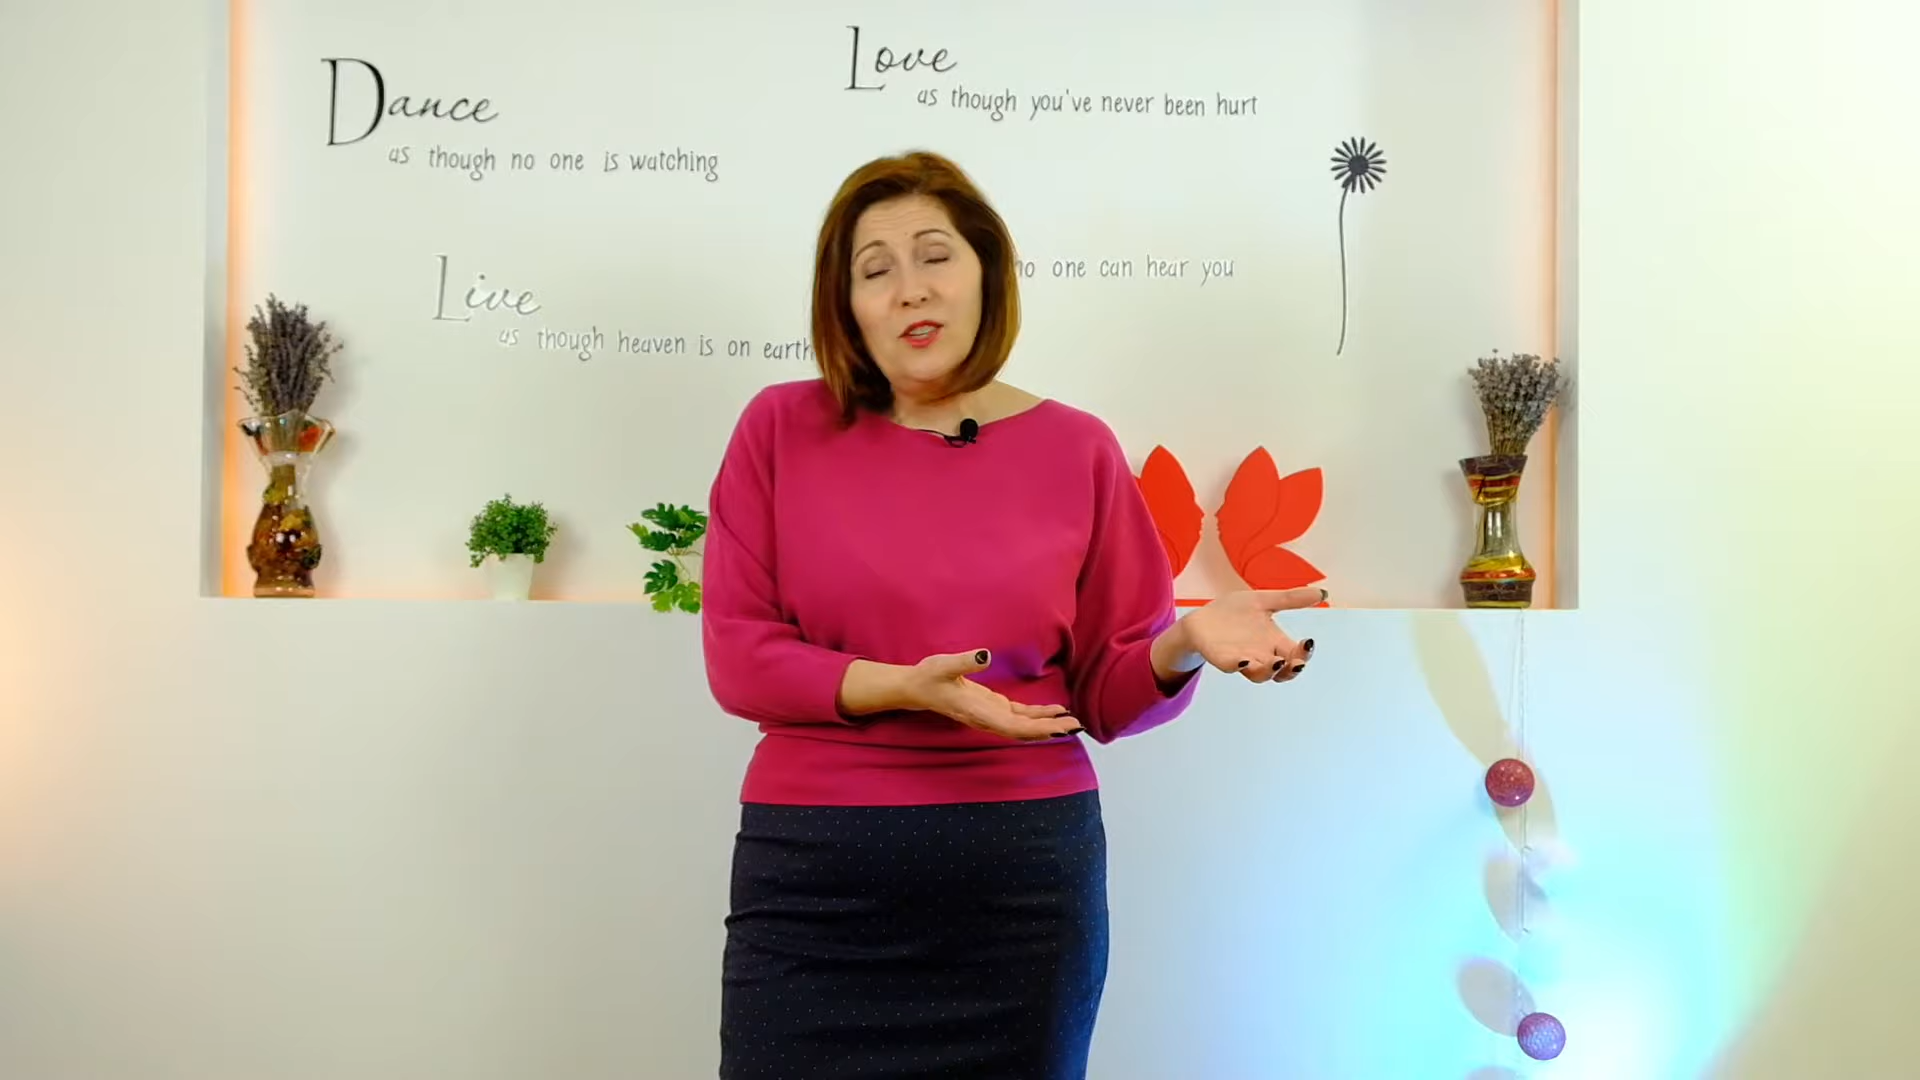 Dance
as though no one is watching
Love
as though you've never been hurt
Live
as though heaven is on earth
no one can hear you